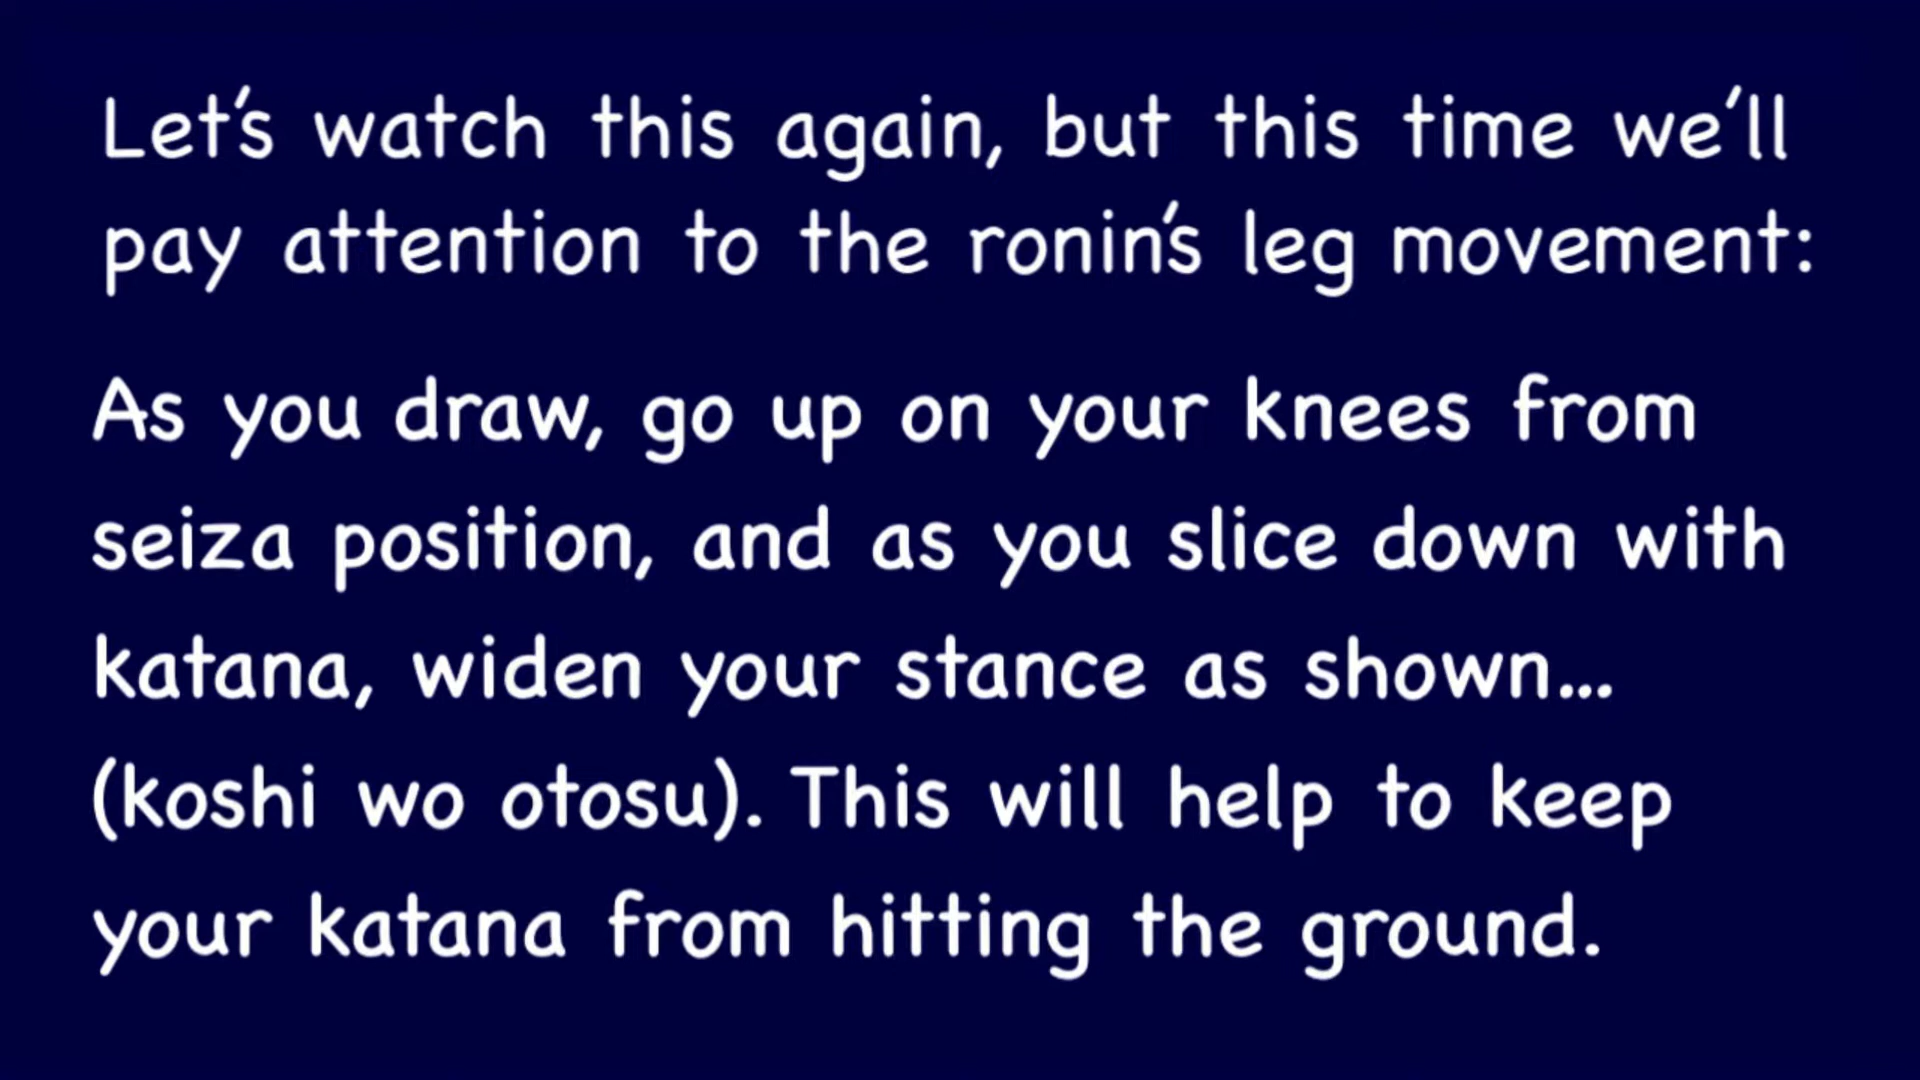 Let's watch this again, but this time we'll
pay attention to the ronin's leg movement:
As you draw, go up on your knees from
seiza position, and as you slice down with
katana, widen your stance as shown...
(koshi wo otosu). This will help to keep
your katana from hitting the ground.